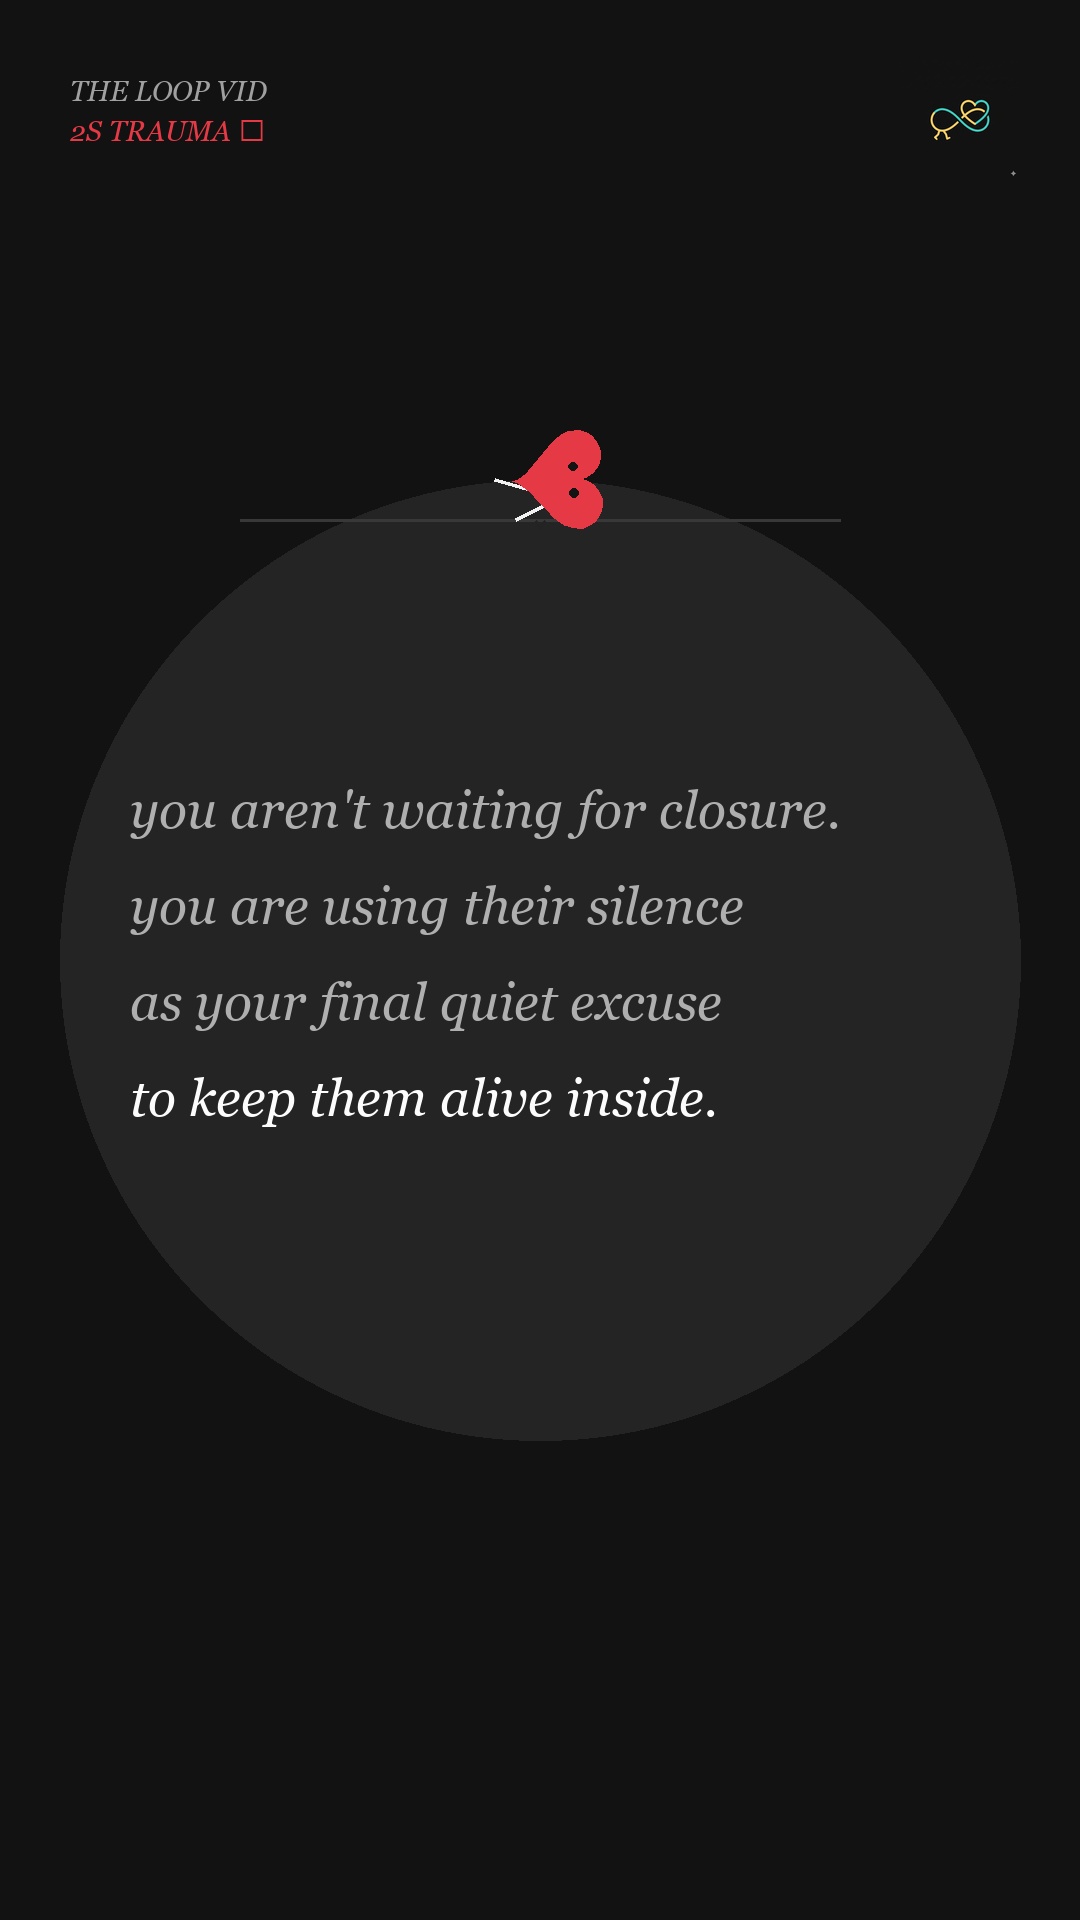 THE LOOP VID
2S TRAUMA □
you aren't waiting for closure.
you are using their silence
as your final quiet excuse
to keep them alive inside.